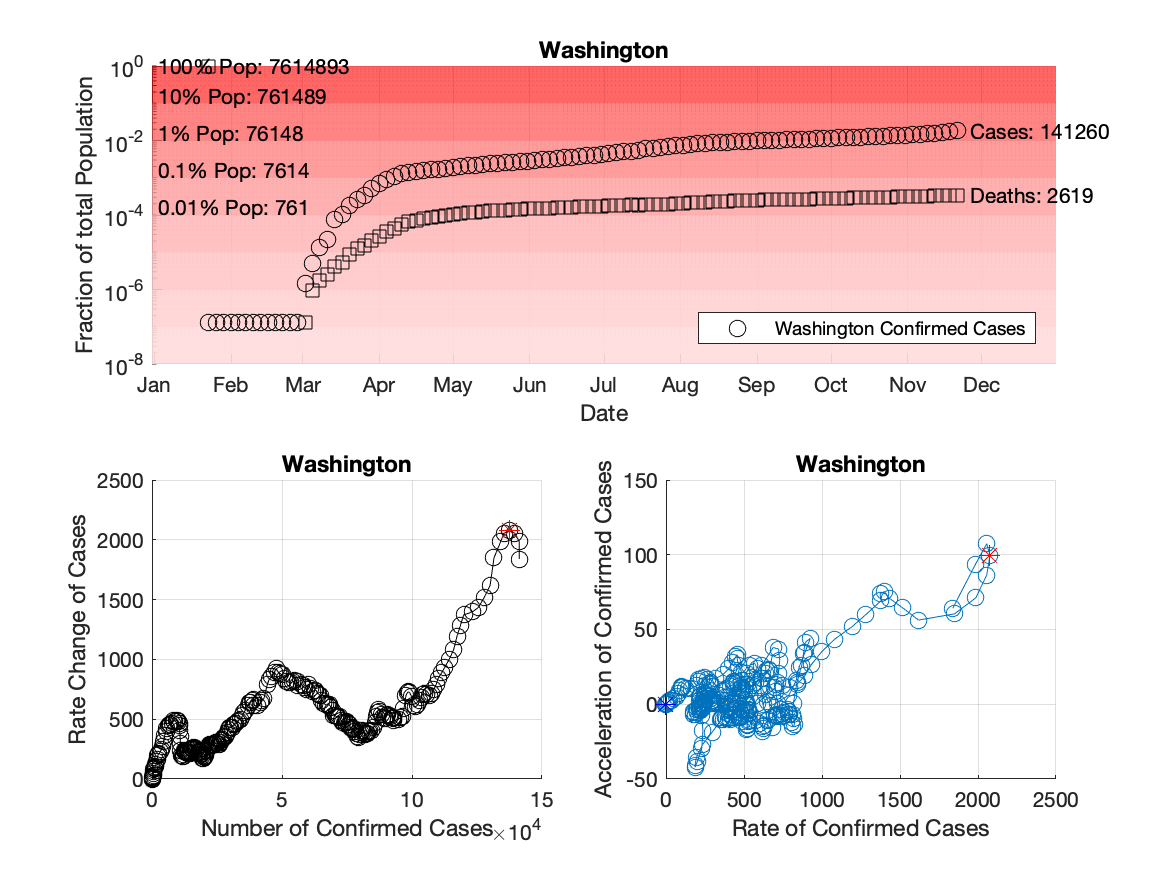 Washington
10^0
100% Pop: 7614893
10% Pop: 761489
10^-2
1% Pop: 76148
Cases: 141260
0.1% Pop: 7614
10^-4
0.01% Pop: 761
Deaths: 2619
10^-6
10^-8
Fraction of total Population
Washington Confirmed Cases
Jan Feb Mar Apr May Jun Jul Aug Sep Oct Nov Dec
Date
Washington
2500
2000
1500
1000
500
0
Rate Change of Cases
0 5 10 15
Number of Confirmed Cases ×10^4
Washington
150
100
50
0
-50
Acceleration of Confirmed Cases
0 500 1000 1500 2000 2500
Rate of Confirmed Cases